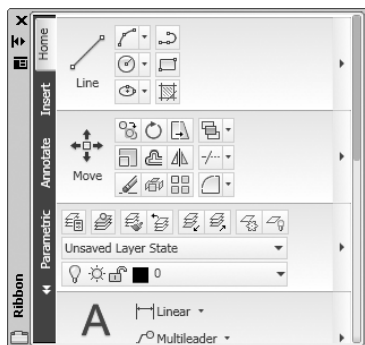 Home
Insert
Annotate
Parametric
Ribbon
Line
Move
Unsaved Layer State
0
A
Linear
Multileader